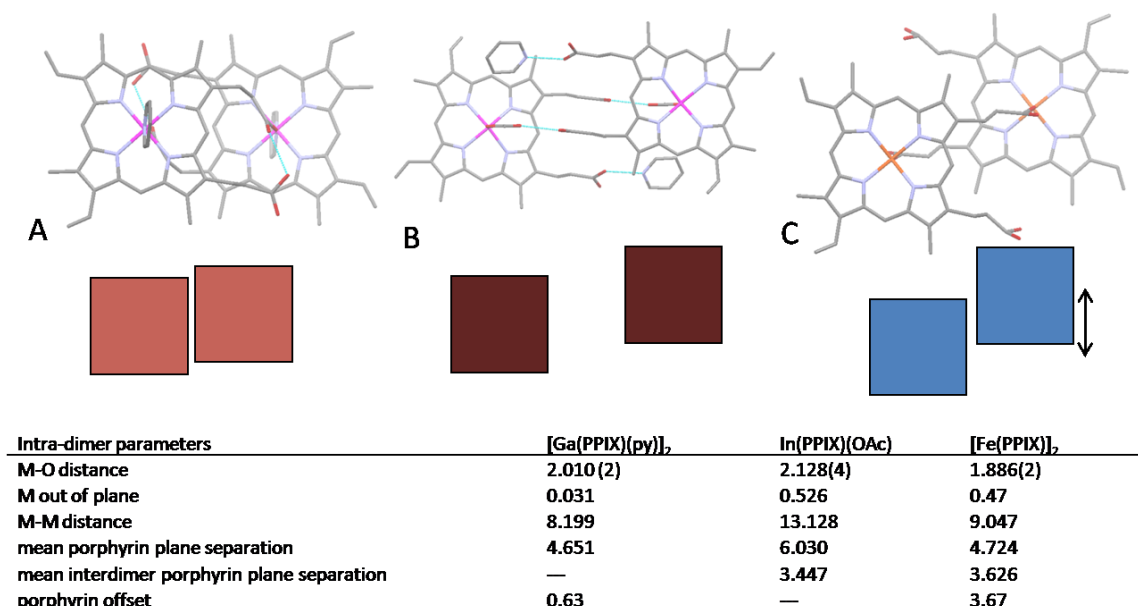 A B C
Intra-dimer parameters [Ga(PPIX)(py)]₂ In(PPIX)(OAc) [Fe(PPIX)]₂
M-O distance 2.010 (2) 2.128(4) 1.886(2)
M out of plane 0.031 0.526 0.47
M-M distance 8.199 13.128 9.047
mean porphyrin plane separation 4.651 6.030 4.724
mean interdimer porphyrin plane separation — 3.447 3.626
porphyrin offset 0.63 — 3.67